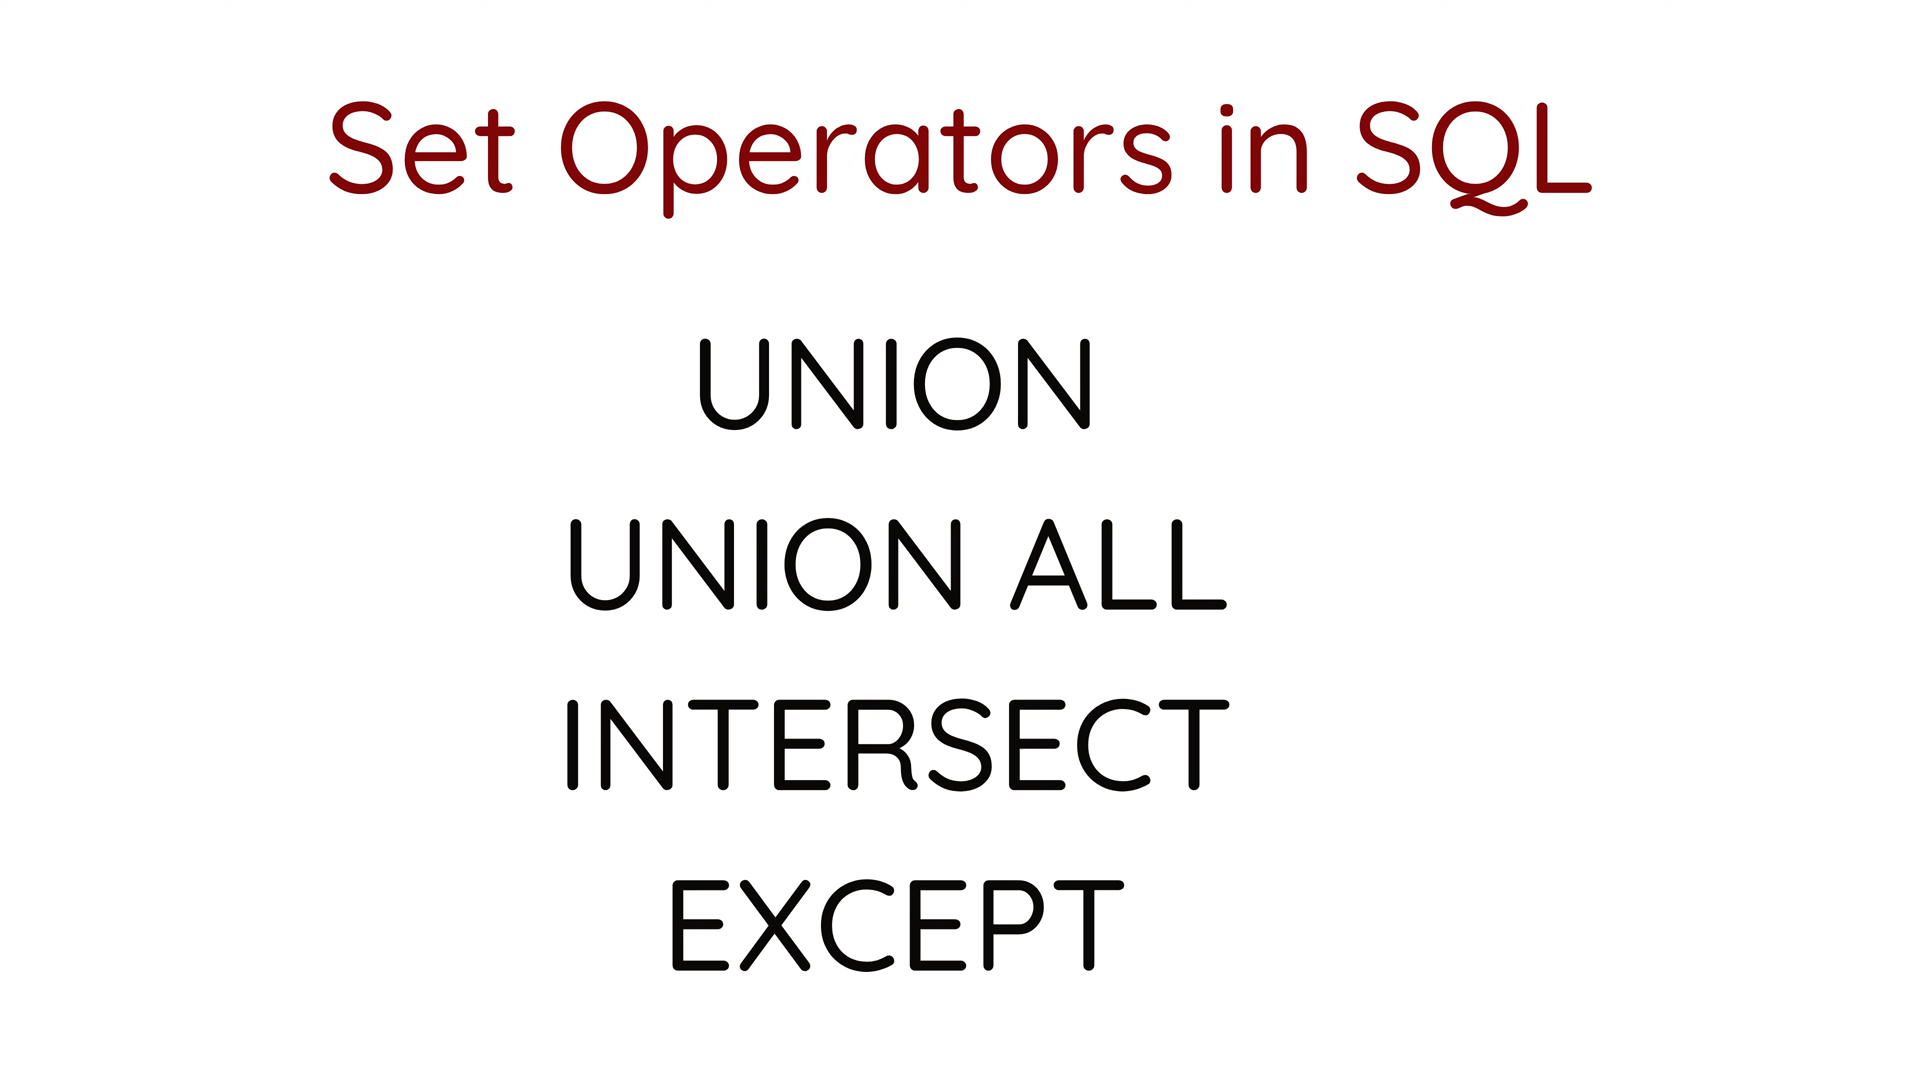 Set Operators in SQL
UNION
UNION ALL
INTERSECT
EXCEPT